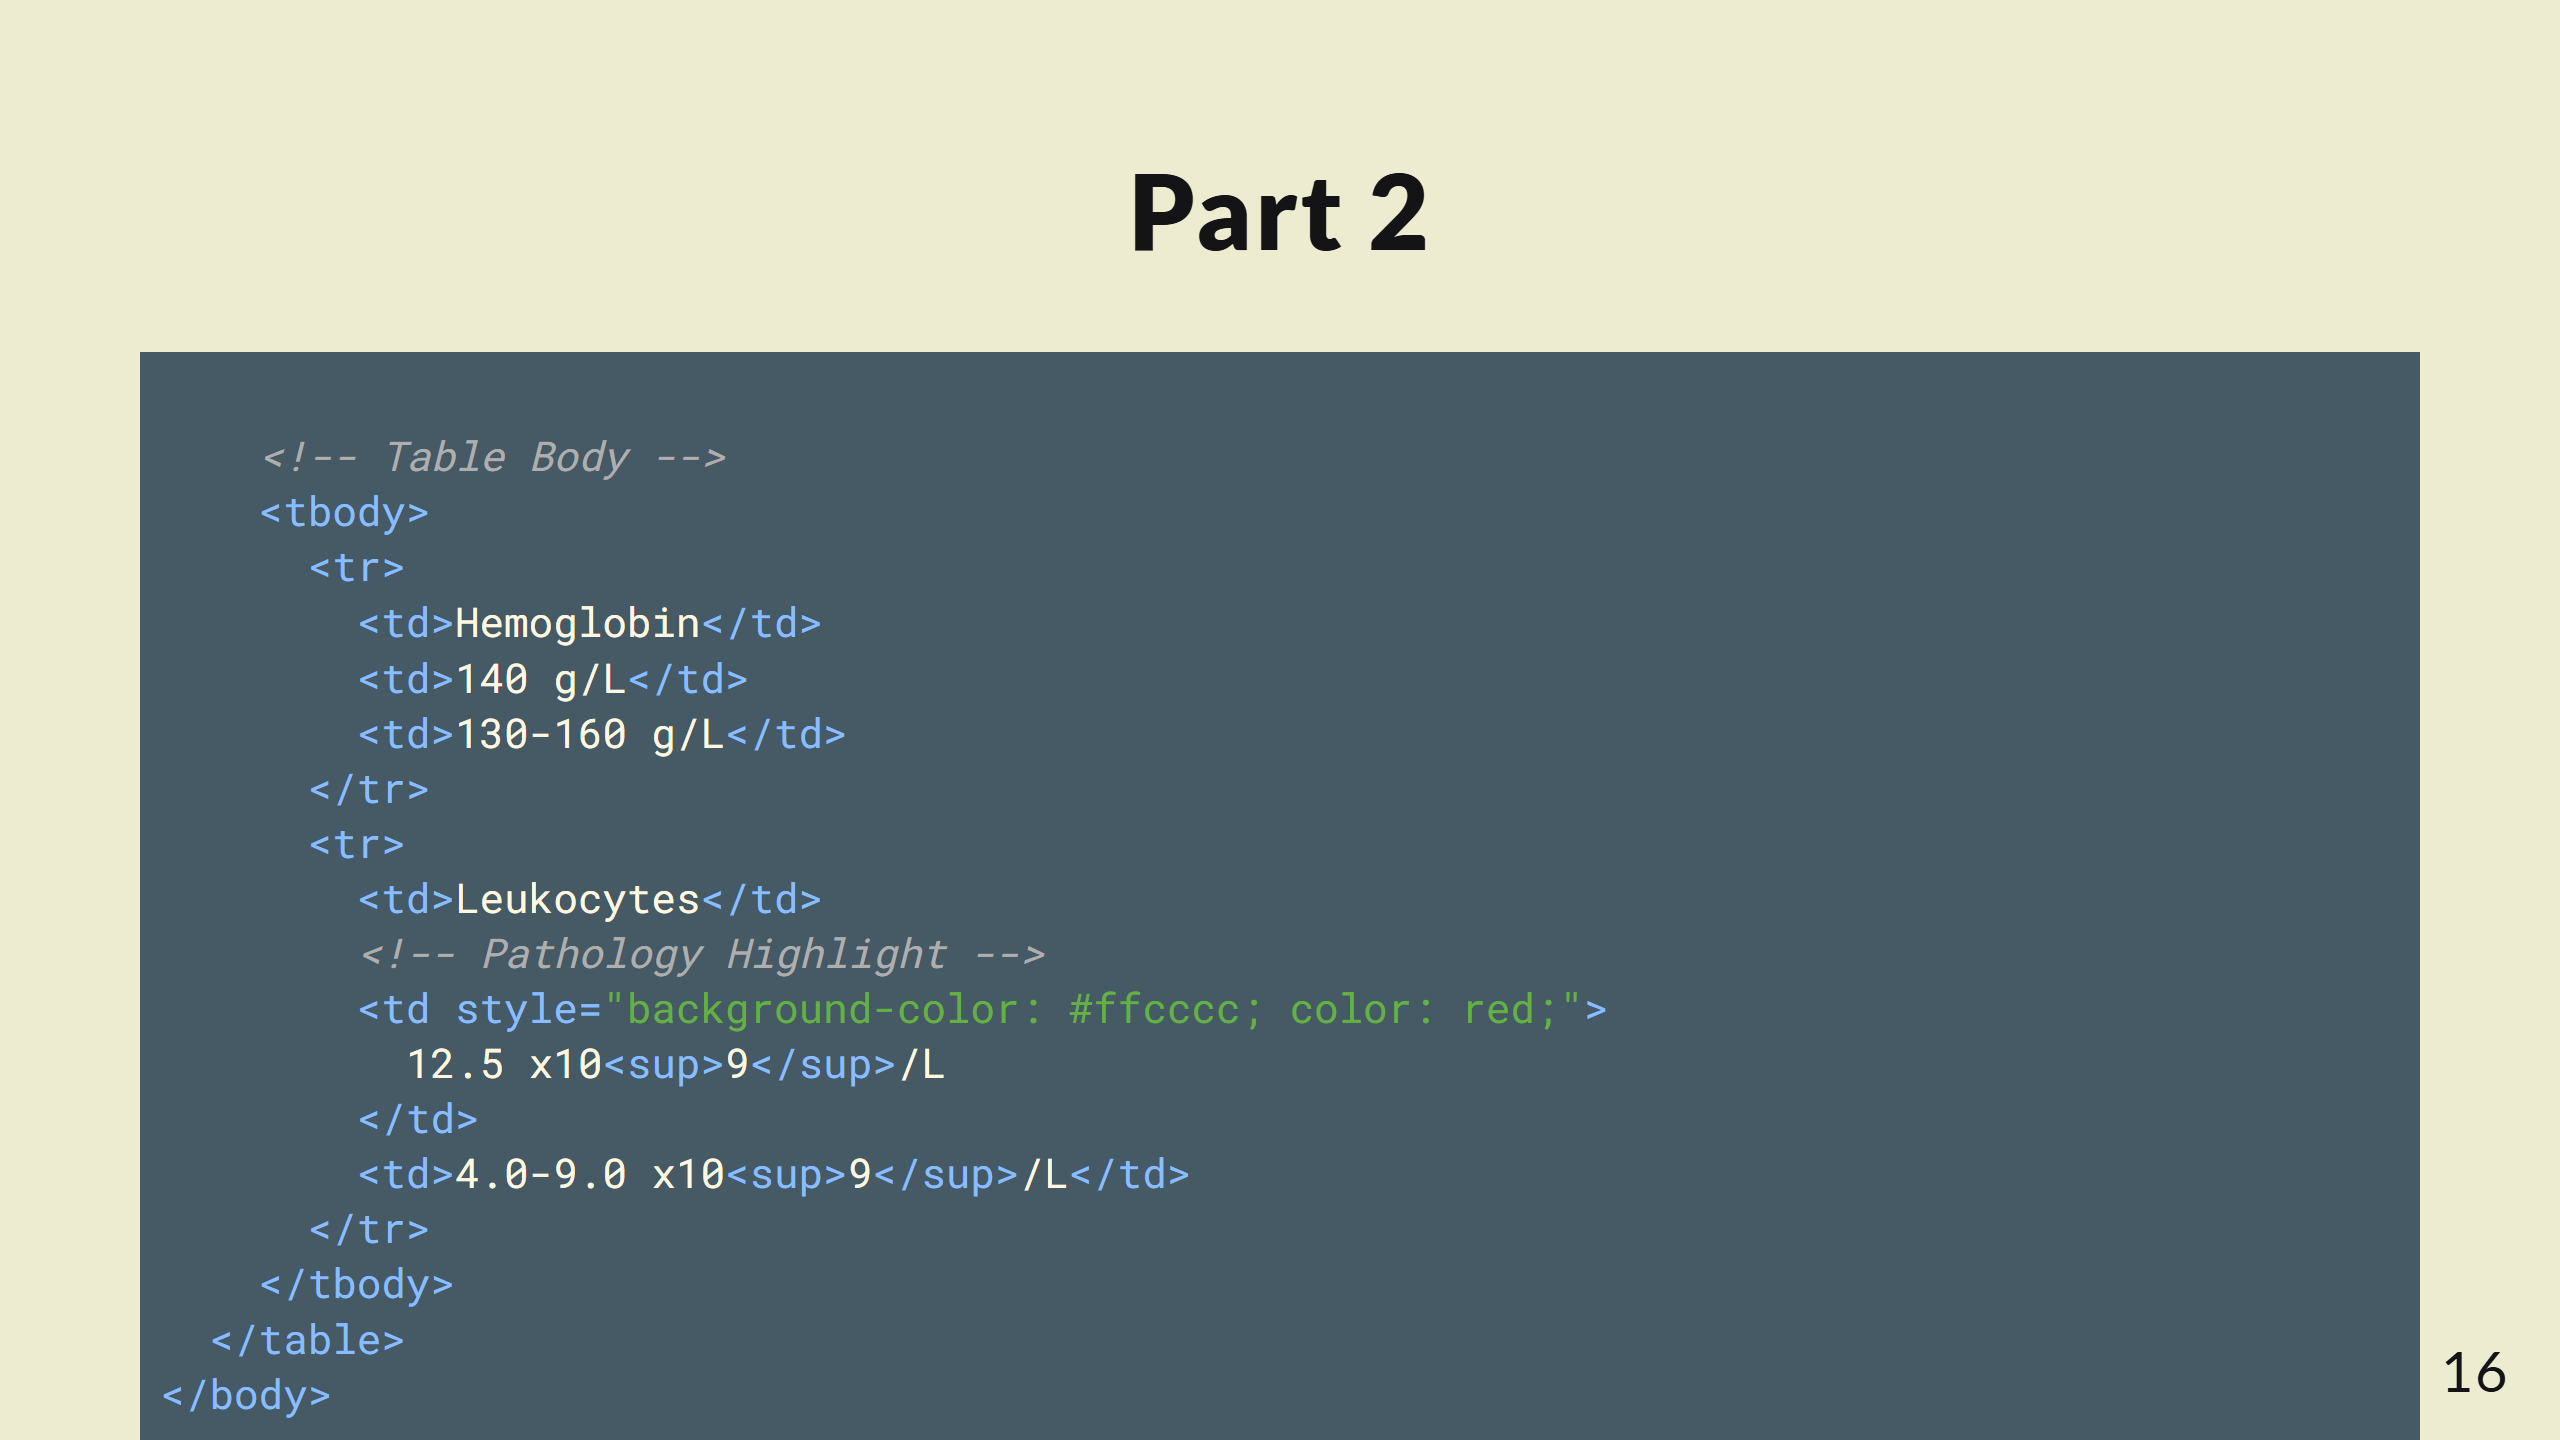 Part 2
<!-- Table Body -->
<tbody>
<tr>
<td>Hemoglobin</td>
<td>140 g/L</td>
<td>130-160 g/L</td>
</tr>
<tr>
<td>Leukocytes</td>
<!-- Pathology Highlight -->
<td style="background-color: #ffcccc; color: red;">
12.5 x10<sup>9</sup>/L
</td>
<td>4.0-9.0 x10<sup>9</sup>/L</td>
</tr>
</tbody>
</table>
</body>
16